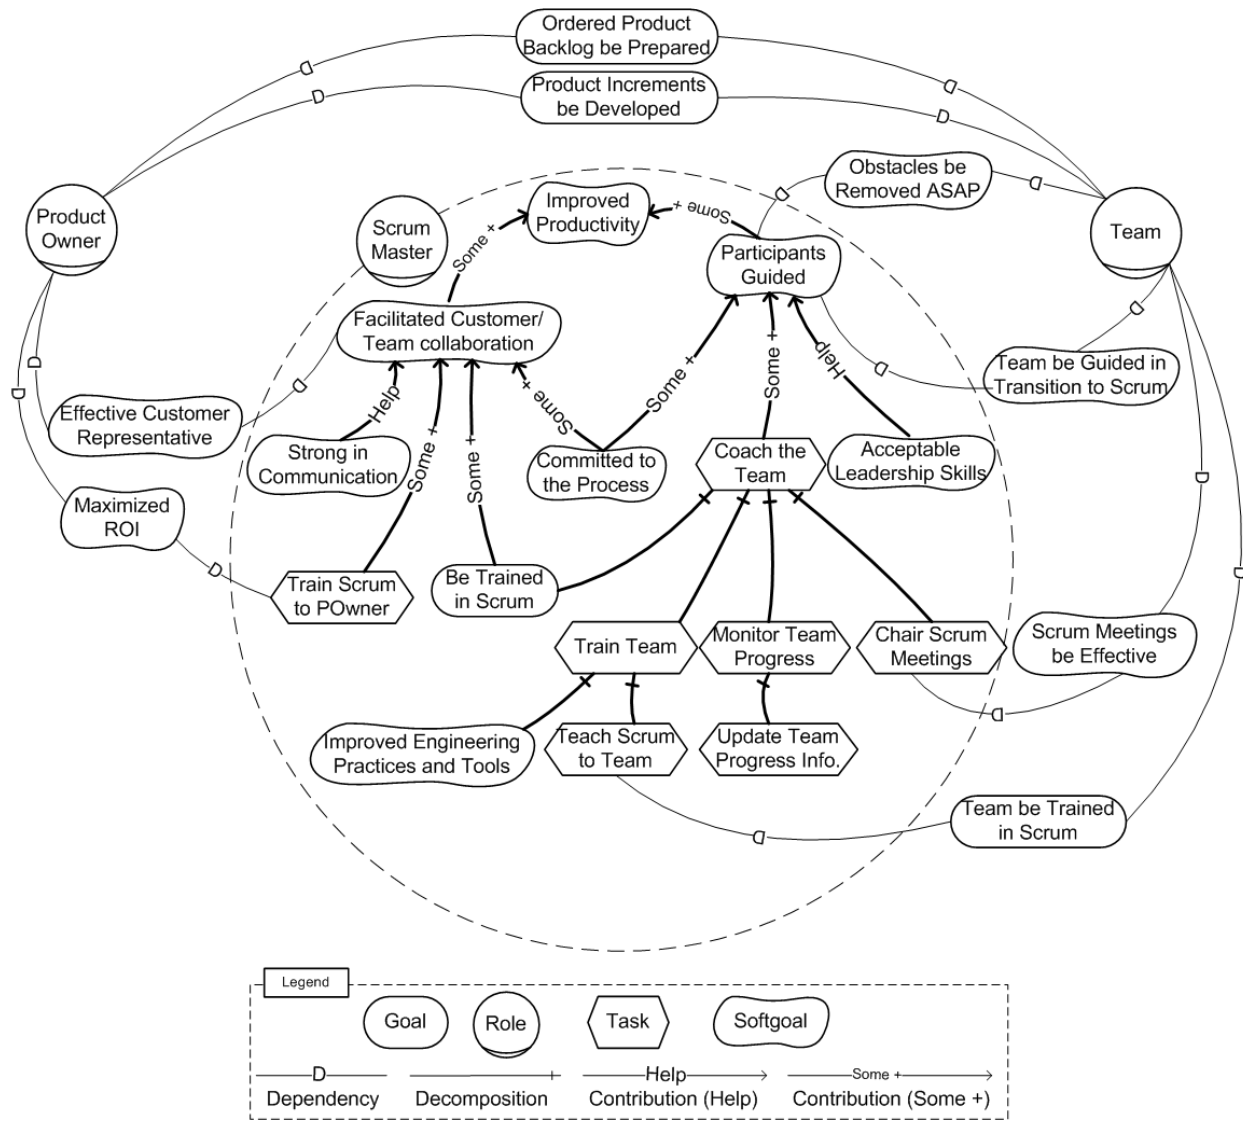 Ordered Product
Backlog be Prepared
D
D
Product Increments
be Developed
D
D
Obstacles be
Removed ASAP
D
D
Product
Owner
Scrum
Master
Improved
Productivity
Some +
Some +
Participants
Guided
Team
Facilitated Customer/
Team collaboration
D
D
D
D
D
D
Team be Guided in
Transition to Scrum
Effective Customer
Representative
Help
Some +
Some +
Some +
Some +
Some +
Help
Strong in
Communication
Committed to
the Process
Coach the
Team
Acceptable
Leadership Skills
D
Maximized
ROI
D
D
Train Scrum
to POwner
Be Trained
in Scrum
Train Team
Monitor Team
Progress
Chair Scrum
Meetings
Scrum Meetings
be Effective
D
Improved Engineering
Practices and Tools
Teach Scrum
to Team
Update Team
Progress Info.
D
Team be Trained
in Scrum
Legend
Goal
Role
Task
Softgoal
D
Help
Some +
Dependency
Decomposition
Contribution (Help)
Contribution (Some +)